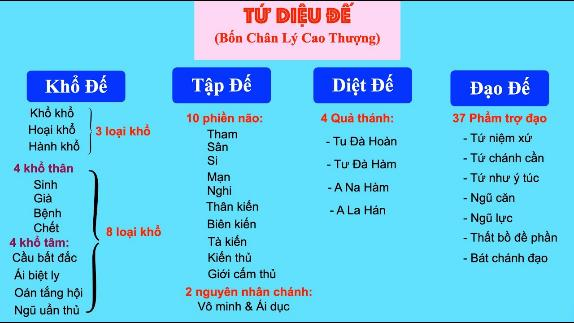 TỨ DIỆU ĐẾ
(Bốn Chân Lý Cao Thượng)
Khổ Đế
Khổ khổ
Hoại khổ
Hành khổ
3 loại khổ
4 khổ thân
Sinh
Già
Bệnh
Chết
4 khổ tâm:
Cầu bất đắc
Ái biệt ly
Oán tắng hội
Ngũ uẩn thủ
8 loại khổ
Tập Đế
10 phiền não:
Tham
Sân
Si
Mạn
Nghi
Thân kiến
Biên kiến
Tà kiến
Kiến thủ
Giới cấm thủ
2 nguyên nhân chánh:
Vô minh & Ái dục
Diệt Đế
4 Quả thánh:
- Tu Đà Hoàn
- Tư Đà Hàm
- A Na Hàm
- A La Hán
Đạo Đế
37 Phẩm trợ đạo
- Tứ niệm xứ
- Tứ chánh cần
- Tứ như ý túc
- Ngũ căn
- Ngũ lực
- Thất bồ đề phần
- Bát chánh đạo